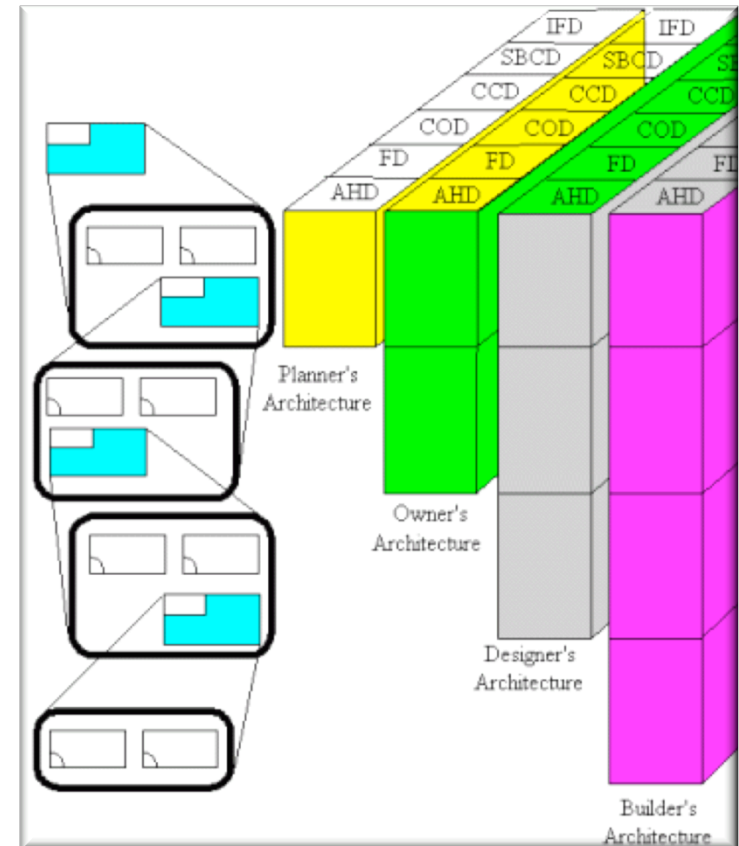 IFD IFD
SBCD SBCD
CCD CCD CCD
COD COD COD
FD FD FD
AHD AHD AHD AHD
Planner's
Architecture
Owner's
Architecture
Designer's
Architecture
Builder's
Architecture